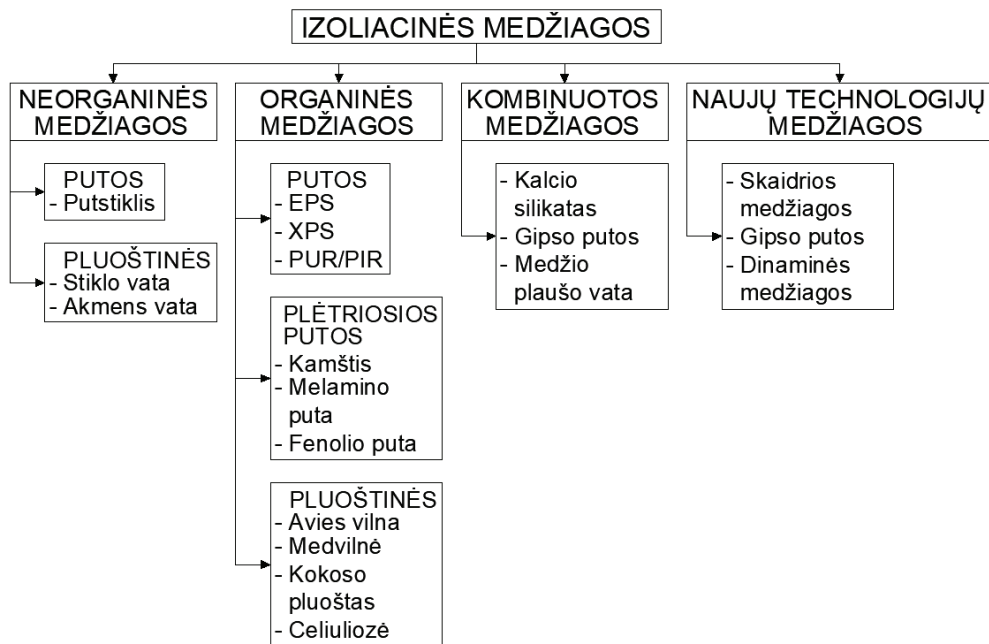 IZOLIACINĖS MEDŽIAGOS
NEORGANINĖS
MEDŽIAGOS
PUTOS
- Putstiklis
PLUOŠTINĖS
- Stiklo vata
- Akmens vata
ORGANINĖS
MEDŽIAGOS
PUTOS
- EPS
- XPS
- PUR/PIR
PLĖTRIOSIOS
PUTOS
- Kamštis
- Melamino
puta
- Fenolio puta
PLUOŠTINĖS
- Avies vilna
- Medvilnė
- Kokoso
pluoštas
- Celiuliozė
KOMBINUOTOS
MEDŽIAGOS
- Kalcio
silikatas
- Gipso putos
- Medžio
plaušo vata
NAUJŲ TECHNOLOGIJŲ
MEDŽIAGOS
- Skaidrios
medžiagos
- Gipso putos
- Dinaminės
medžiagos